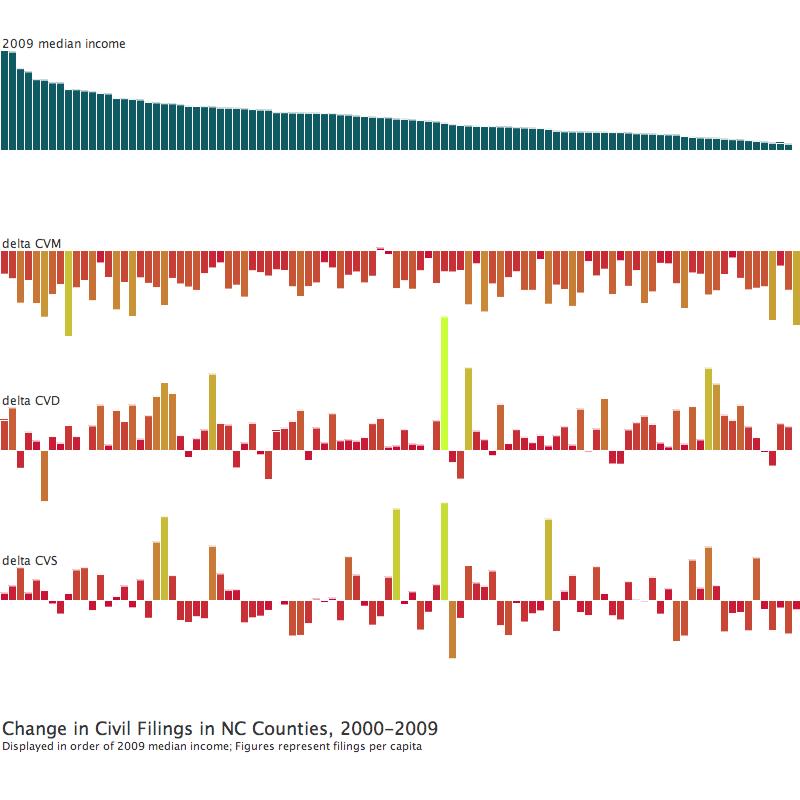 2009 median income
delta CVM
delta CVD
delta CVS
Change in Civil Filings in NC Counties, 2000-2009
Displayed in order of 2009 median income; Figures represent filings per capita